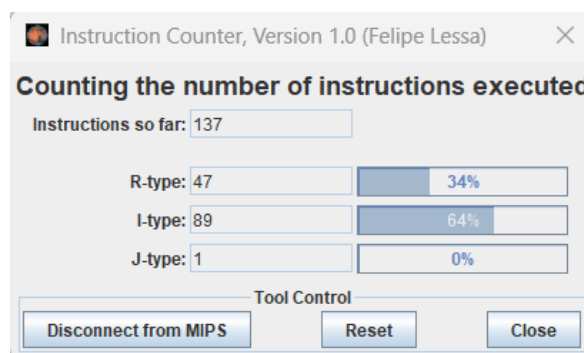 Instruction Counter, Version 1.0 (Felipe Lessa)
Counting the number of instructions executed
Instructions so far: 137
R-type: 47 34%
I-type: 89 64%
J-type: 1 0%
Tool Control
Disconnect from MIPS Reset Close